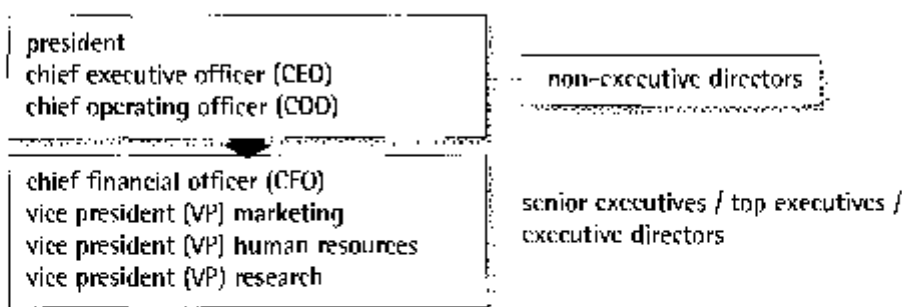 president
chief executive officer (CEO)
chief operating officer (COO)
non-executive directors
chief financial officer (CFO)
vice president (VP) marketing
vice president (VP) human resources
vice president (VP) research
senior executives / top executives /
executive directors